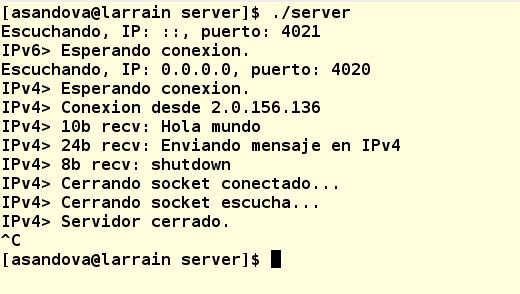 [asandova@larrain server]$ ./server
Escuchando, IP: ::, puerto: 4021
IPv6> Esperando conexion.
Escuchando, IP: 0.0.0.0, puerto: 4020
IPv4> Esperando conexion.
IPv4> Conexion desde 2.0.156.136
IPv4> 10b recv: Hola mundo
IPv4> 24b recv: Enviando mensaje en IPv4
IPv4> 8b recv: shutdown
IPv4> Cerrando socket conectado...
IPv4> Cerrando socket escucha...
IPv4> Servidor cerrado.
^C
[asandova@larrain server]$